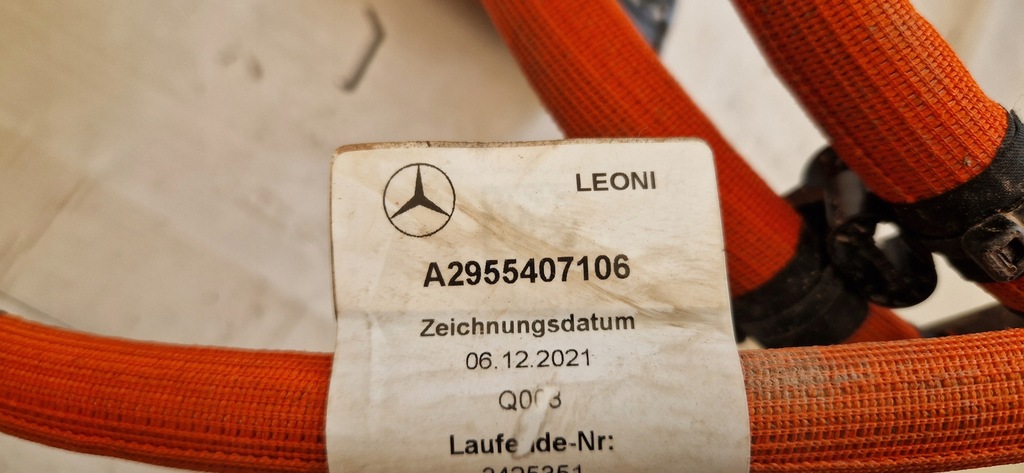 LEONI
A2955407106
Zeichnungsdatum
06.12.2021
Laufende-Nr: